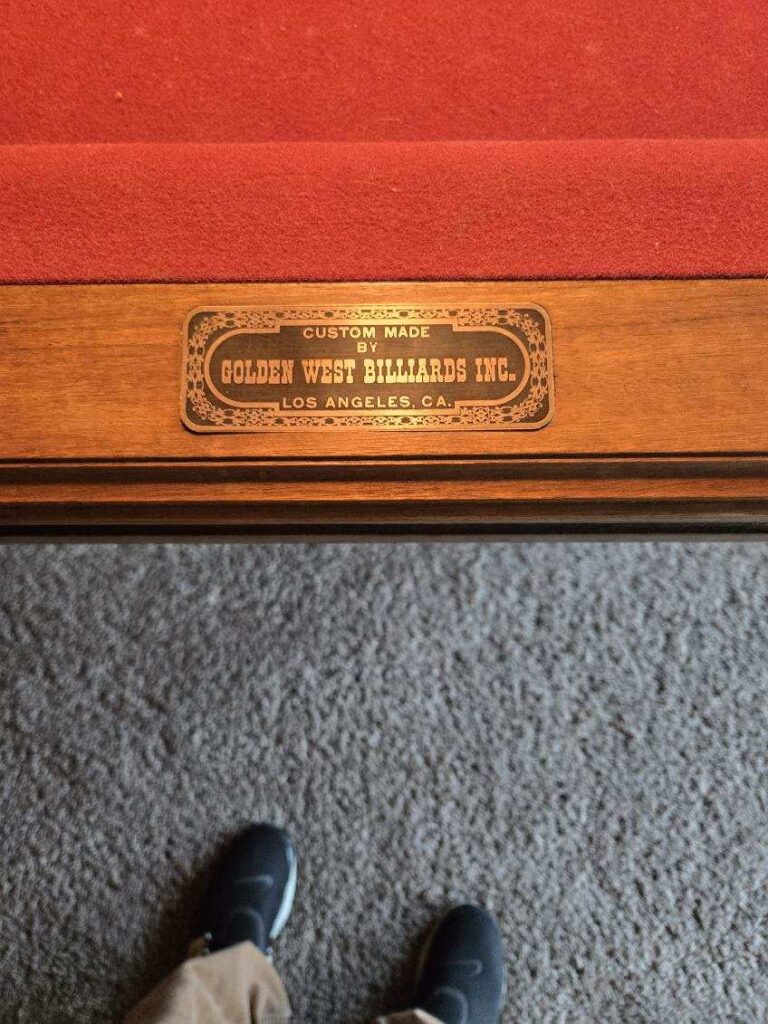 CUSTOM MADE
BY
GOLDEN WEST BILLIARDS INC.
LOS ANGELES, CA.